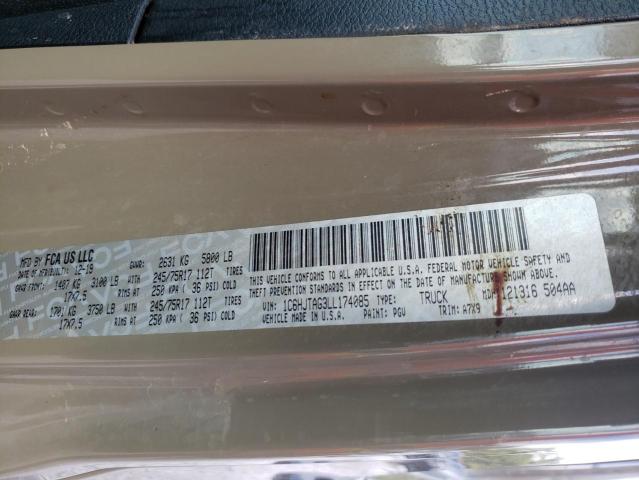 MFD BY FCA US LLC
DATE OF MFR 12-19 GVWR: 2631 KG 5800 LB
GAWR FRONT: 1407 KG 3100 LB 245/75R17 112T TIRES
17X7.5 RIMS AT 250 KPA ( 36 PSI) COLD
GAWR REAR: 1701 KG 3750 LB 245/75R17 112T TIRES
17X7.5 RIMS AT 250 KPA ( 36 PSI) COLD
THIS VEHICLE CONFORMS TO ALL APPLICABLE U.S.A. FEDERAL MOTOR VEHICLE SAFETY AND
THEFT PREVENTION STANDARDS IN EFFECT ON THE DATE OF MANUFACTURE SHOWN ABOVE.
VIN: 1C6HJTAG3LL174085 TYPE: TRUCK MDH: 121316 504AA
VEHICLE MADE IN U.S.A. PAINT: PGV TRIM: A7X9